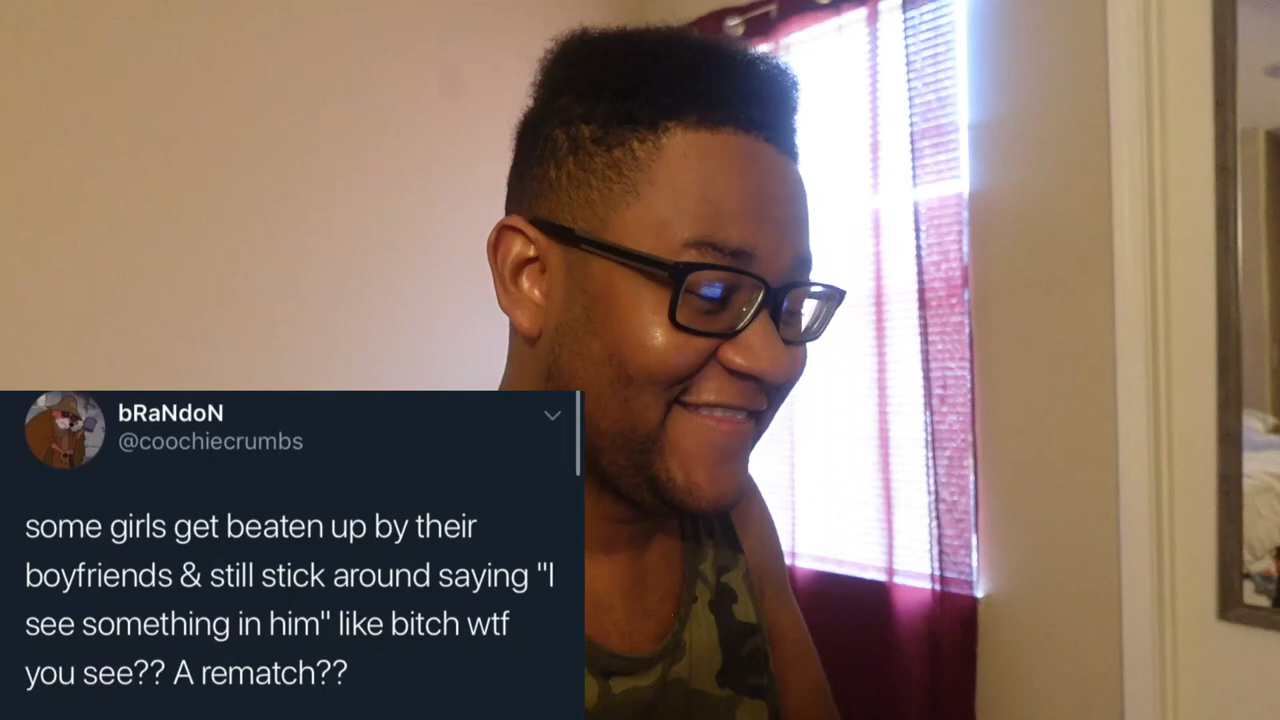 bRaNdoN
@coochiecrumbs
some girls get beaten up by their
boyfriends & still stick around saying "I
see something in him" like bitch wtf
you see?? A rematch??